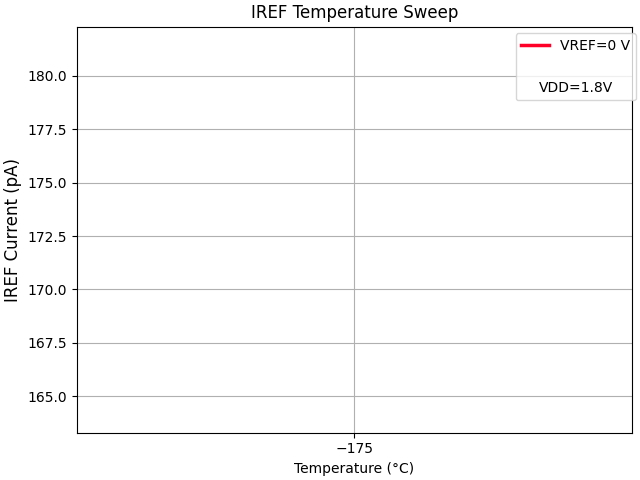 IREF Temperature Sweep
VREF=0 V
VDD=1.8V
IREF Current (pA)
180.0
177.5
175.0
172.5
170.0
167.5
165.0
−175
Temperature (°C)